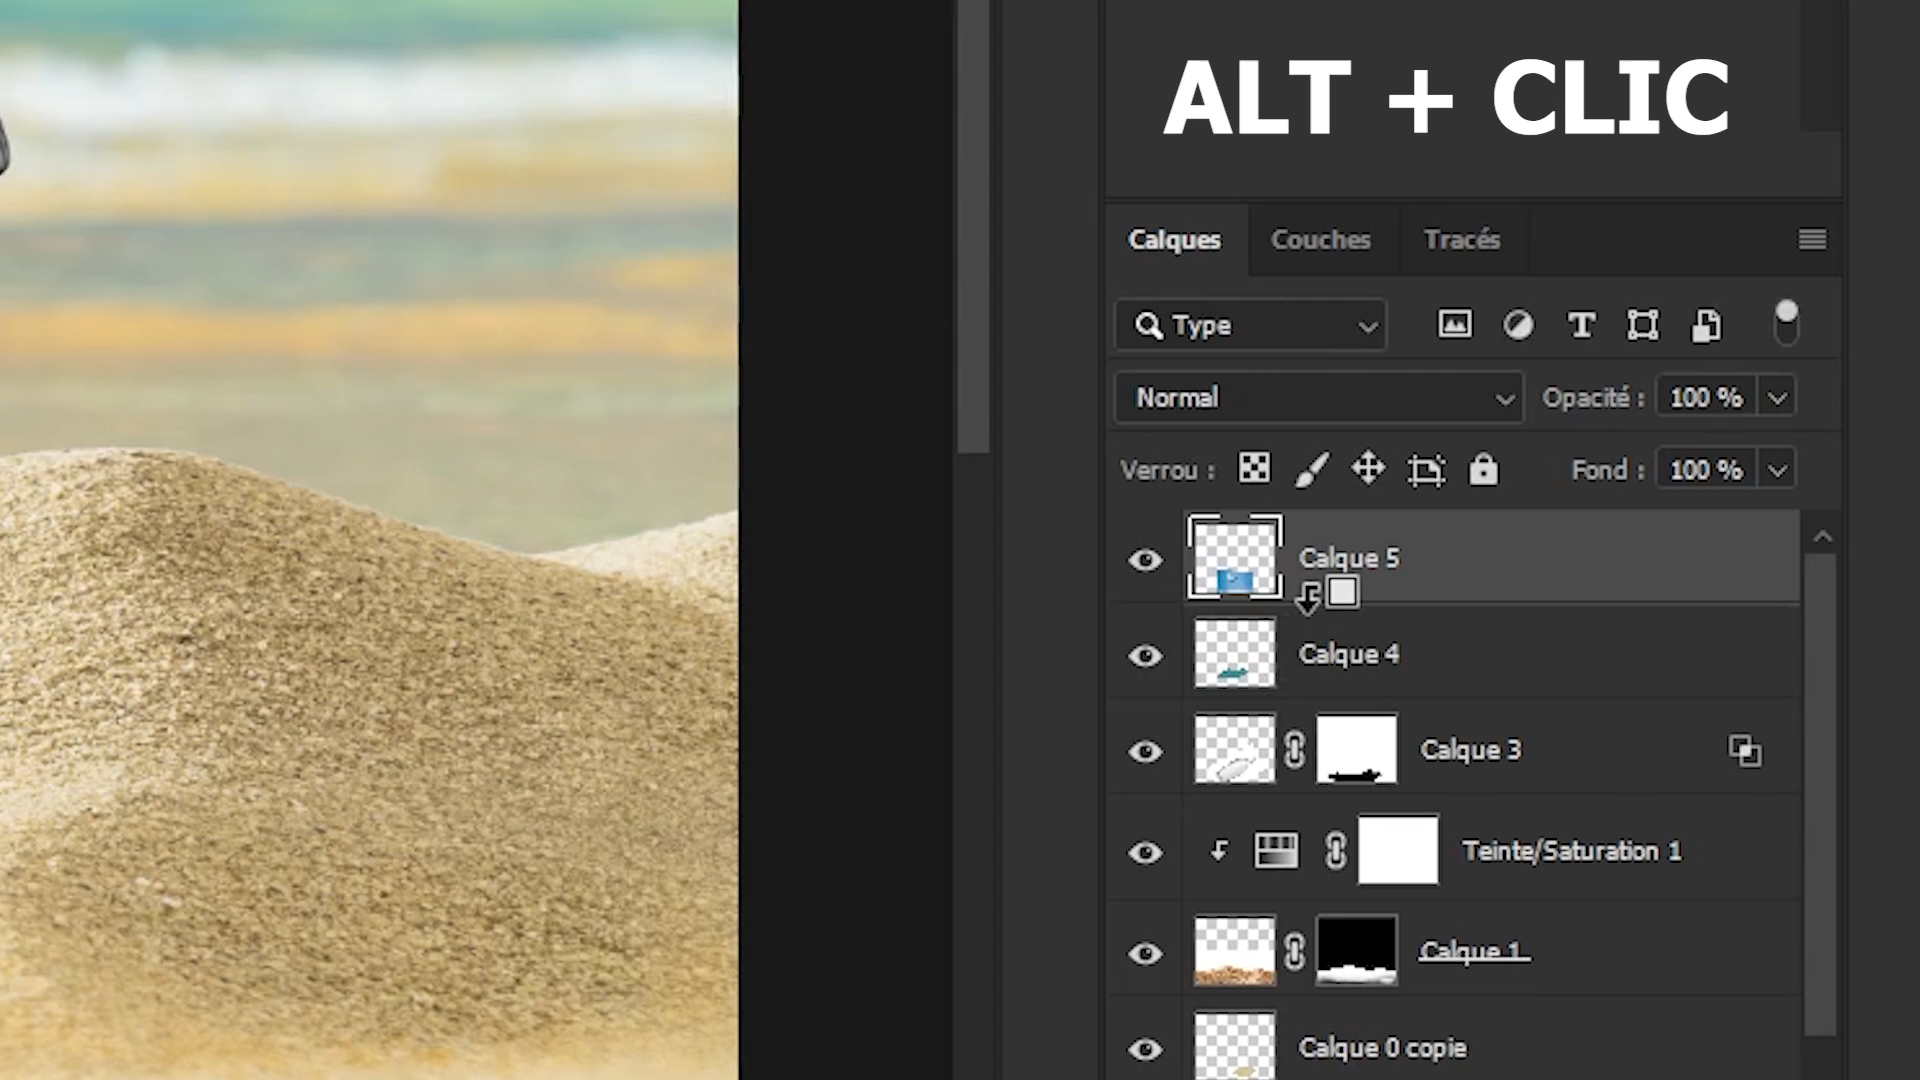 ALT + CLIC
Calques Couches Tracés
Type
Normal Opacité : 100 %
Verrou : Fond : 100 %
Calque 5
Calque 4
Calque 3
Teinte/Saturation 1
Calque 1
Calque 0 copie